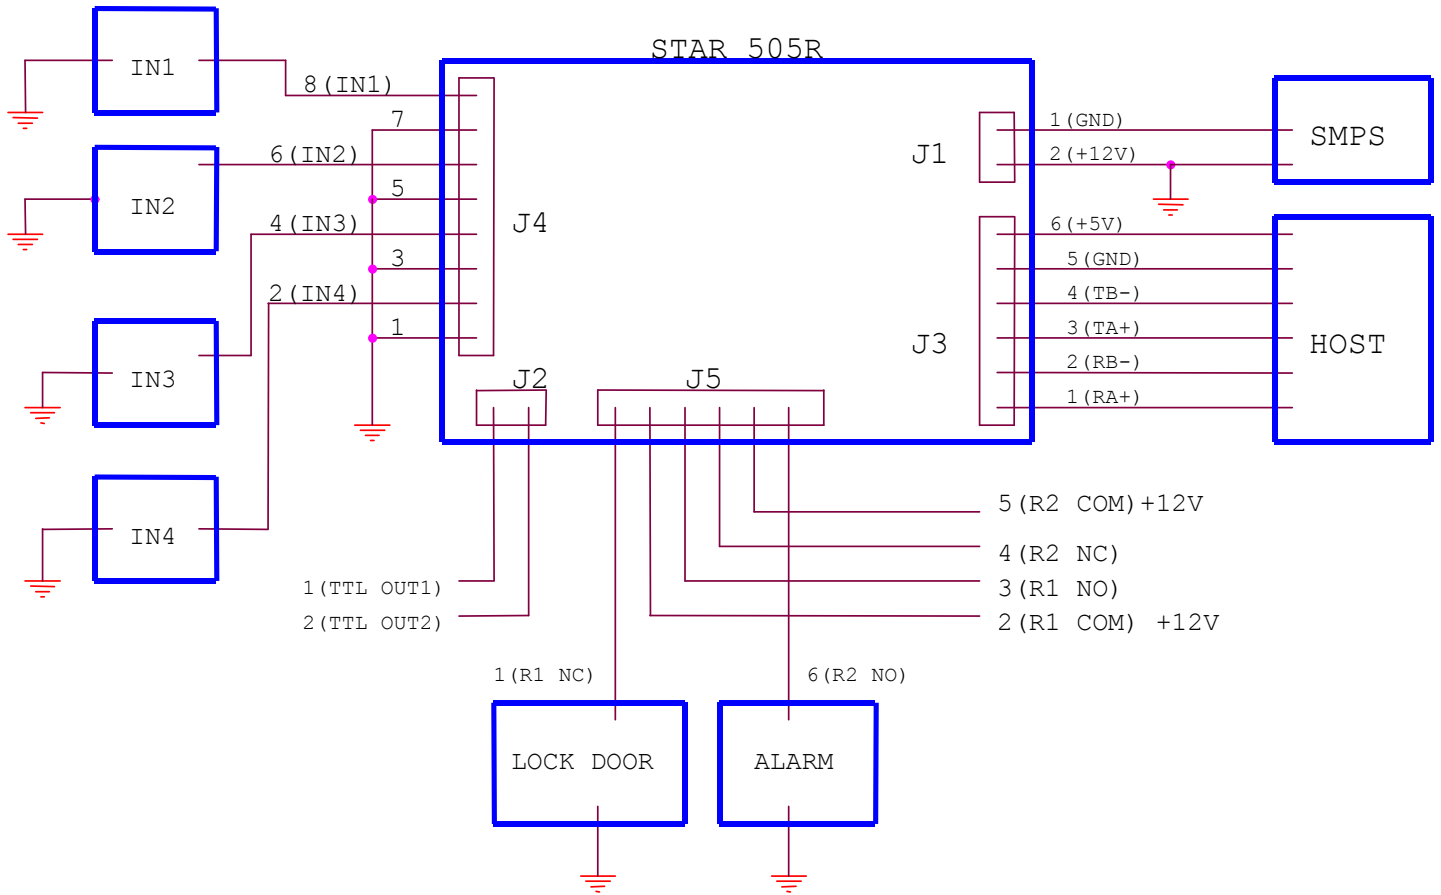 STAR 505R
IN1
8(IN1)
7
1(GND)
SMPS
J1
6(IN2)
2(+12V)
5
IN2
4(IN3)
J4
6(+5V)
3
5(GND)
2(IN4)
4(TB-)
1
3(TA+)
J3
HOST
2(RB-)
IN3
J2
J5
1(RA+)
5(R2 COM)+12V
IN4
4(R2 NC)
1(TTL OUT1)
3(R1 NO)
2(TTL OUT2)
2(R1 COM) +12V
1(R1 NC)
6(R2 NO)
LOCK DOOR
ALARM